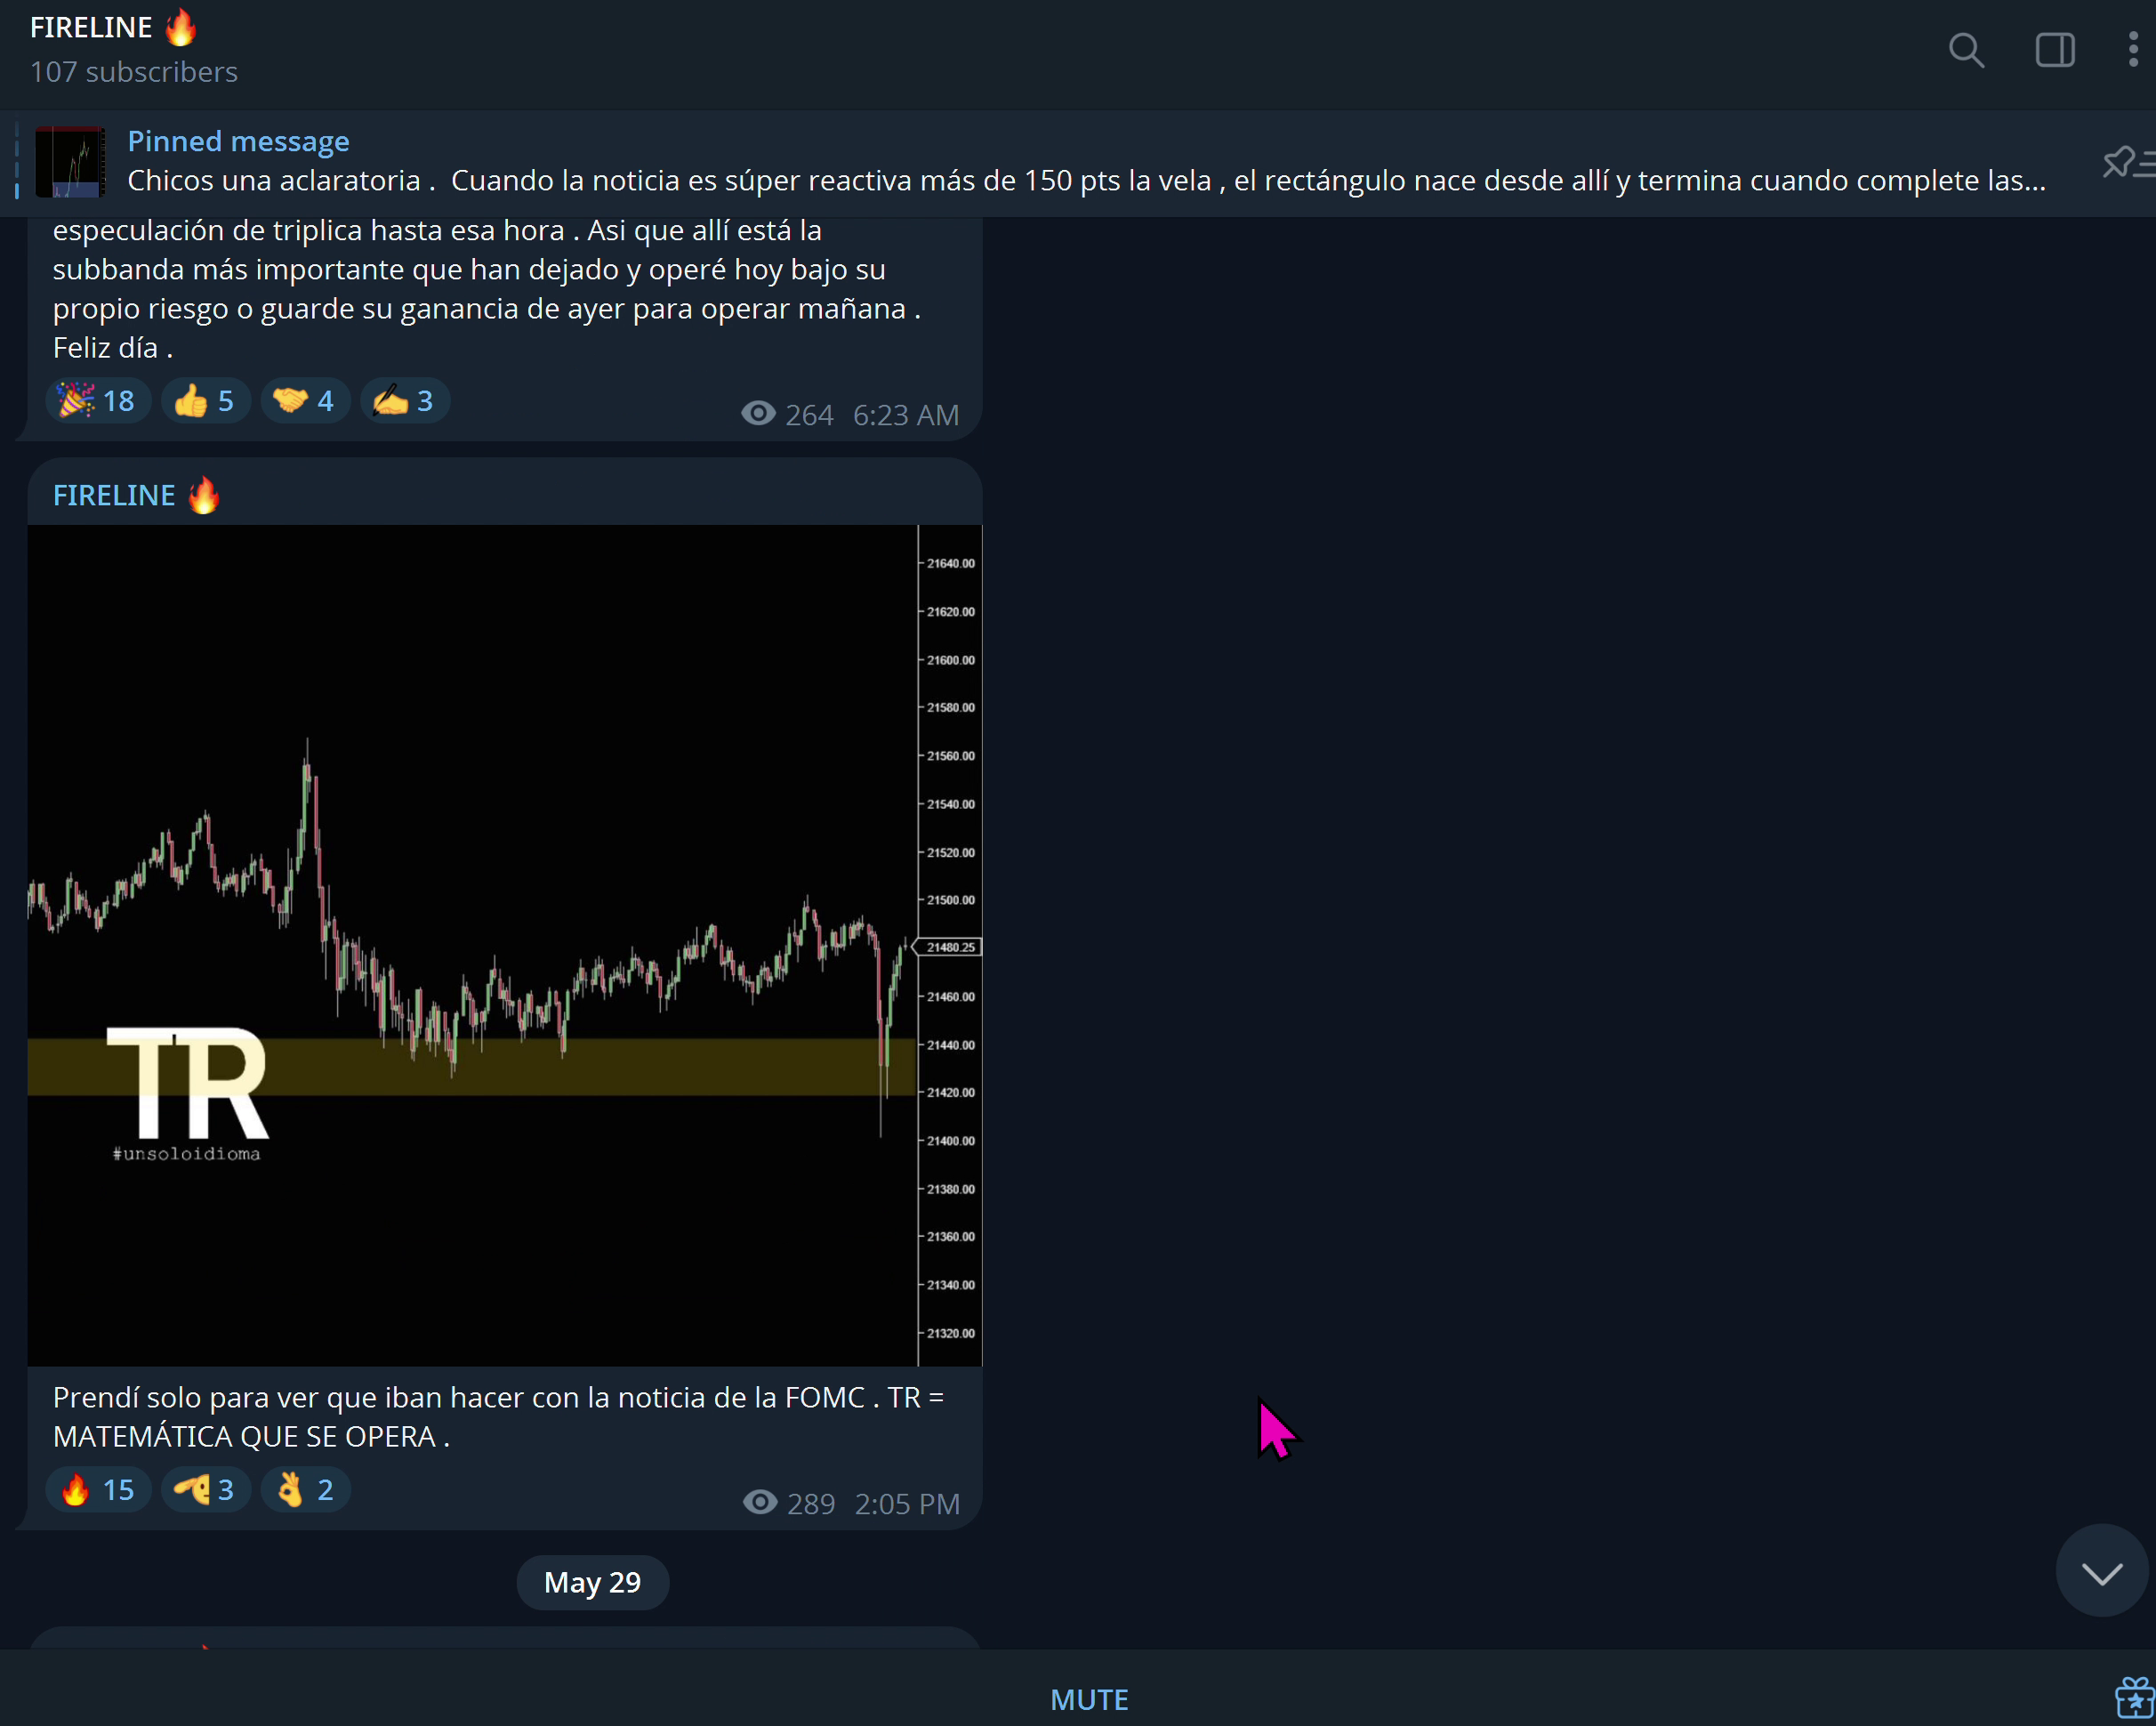 FIRELINE 🔥
107 subscribers
Pinned message
Chicos una aclaratoria .  Cuando la noticia es súper reactiva más de 150 pts la vela , el rectángulo nace desde allí y termina cuando complete las...
especulación de triplica hasta esa hora . Asi que allí está la
subbanda más importante que han dejado y operé hoy bajo su
propio riesgo o guarde su ganancia de ayer para operar mañana .
Feliz día .
🎉 18 👍 5 🤝 4 ✍ 3
264 6:23 AM
FIRELINE 🔥
21640.00
21620.00
21600.00
21580.00
21560.00
21540.00
21520.00
21500.00
21480.25
21460.00
21440.00
21420.00
21400.00
21380.00
21360.00
21340.00
21320.00
TR
#unsoloidioma
Prendí solo para ver que iban hacer con la noticia de la FOMC . TR =
MATEMÁTICA QUE SE OPERA .
🔥 15 🫡 3 👌 2
289 2:05 PM
May 29
MUTE